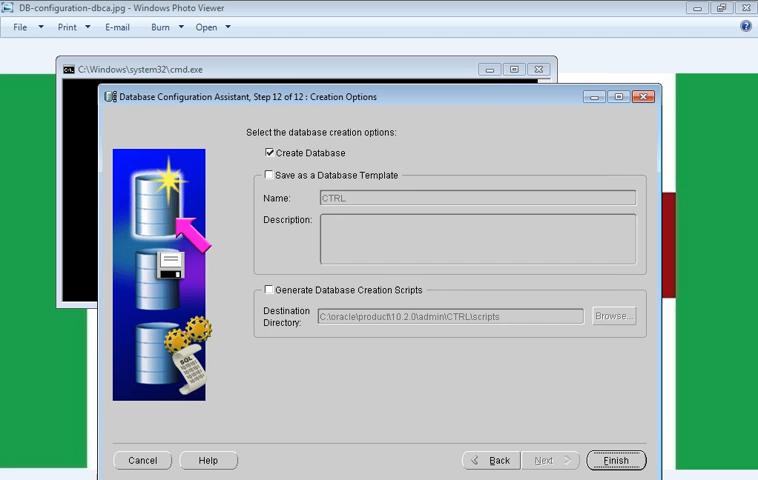 DB-configuration-dbca.jpg - Windows Photo Viewer
File Print E-mail Burn Open
C:\Windows\system32\cmd.exe
Database Configuration Assistant, Step 12 of 12 : Creation Options
Select the database creation options:
Create Database
Save as a Database Template
Name: CTRL
Description:
Generate Database Creation Scripts
Destination
Directory: C:\oracle\product\10.2.0\admin\CTRL\scripts Browse...
SQL
Cancel Help Back Next Finish